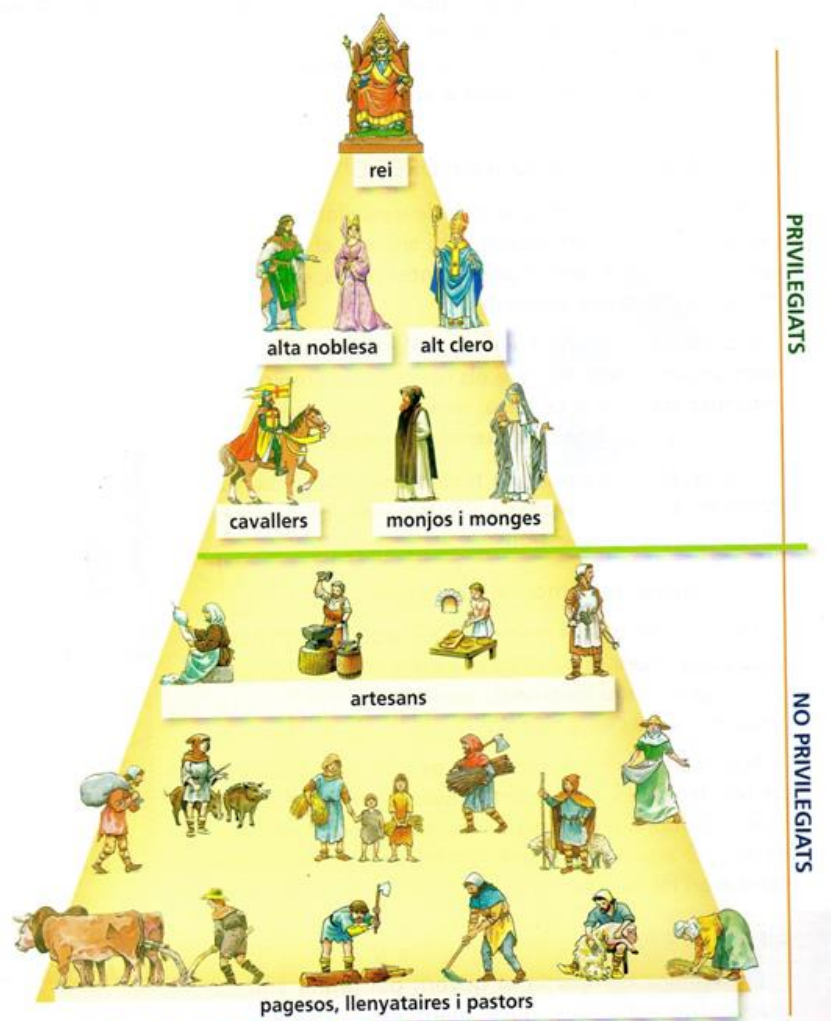 rei
alta noblesa
alt clero
cavallers
monjos i monges
artesans
pagesos, llenyataires i pastors
PRIVILEGIATS
NO PRIVILEGIATS